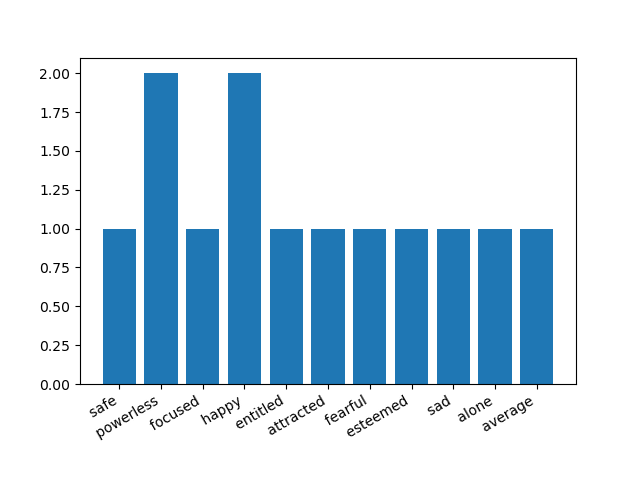 2.00
1.75
1.50
1.25
1.00
0.75
0.50
0.25
0.00
safe
powerless
focused
happy
entitled
attracted
fearful
esteemed
sad
alone
average